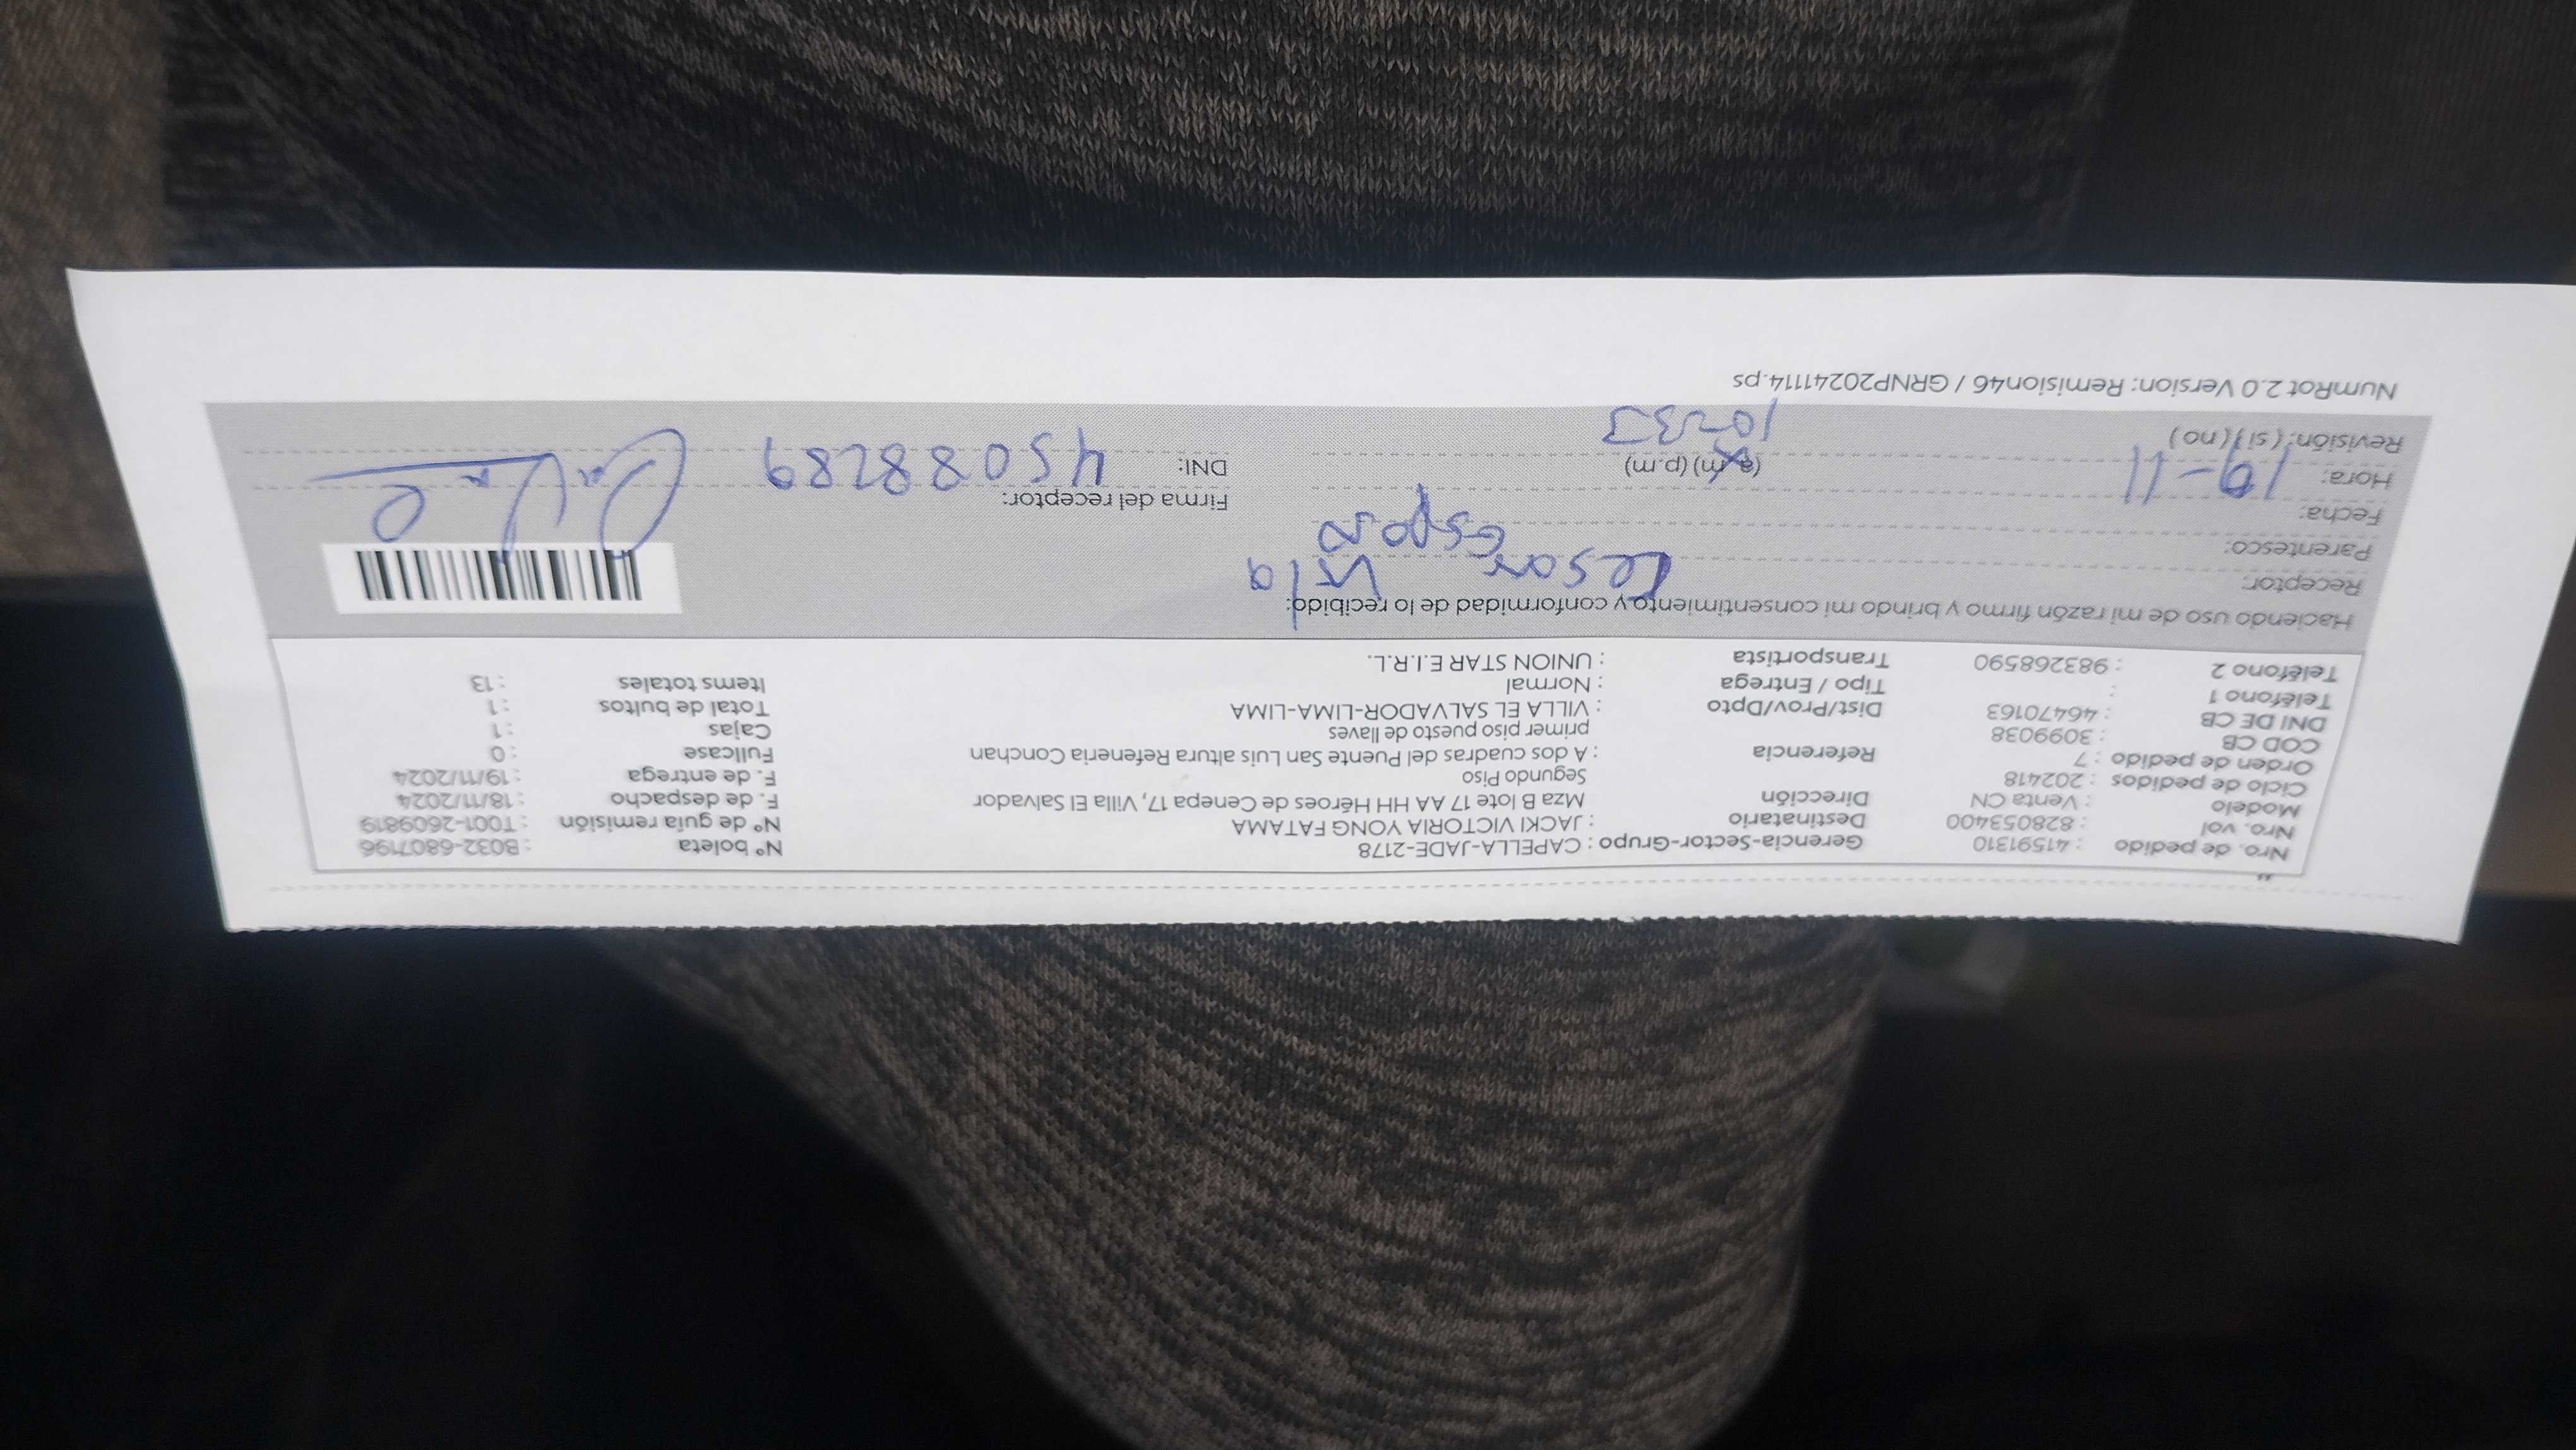 Nro. de pedido : 41591310 Gerencia-Sector-Grupo : CAPELLA-JADE-2178 N° boleta : B032-6807196
Nro. vol : 828053400 Destinatario : JACKI VICTORIA YONG FATAMA N° de guía remisión : T001-2609819
Modelo : Venta CN Dirección Mza B lote 17 AA HH Héroes de Cenepa 17, Villa El Salvador F. de despacho : 18/11/2024
Ciclo de pedidos : 202418 Segundo Piso F. de entrega : 19/11/2024
Orden de pedido : 7 Referencia : A dos cuadras del Puente San Luis altura Refeneria Conchan Fullcase : 0
COD CB : 3099038 primer piso puesto de llaves Cajas : 1
DNI DE CB : 46470163 Dist/Prov/Dpto : VILLA EL SALVADOR-LIMA-LIMA Total de bultos : 1
Teléfono 1 : Tipo / Entrega : Normal Items totales : 13
Teléfono 2 : 983268590 Transportista : UNION STAR E.I.R.L.
Haciendo uso de mi razón firmo y brindo mi consentimiento y conformidad de lo recibido:
Receptor: Cesar
Parentesco: Esposo
Fecha: 19-11 Firma del receptor:
Hora: (a.m) (p.m) DNI: 45088289
Revisión: (si) (no) 10-33
NumRot 2.0 Version: Remision46 / GRNP20241114.ps